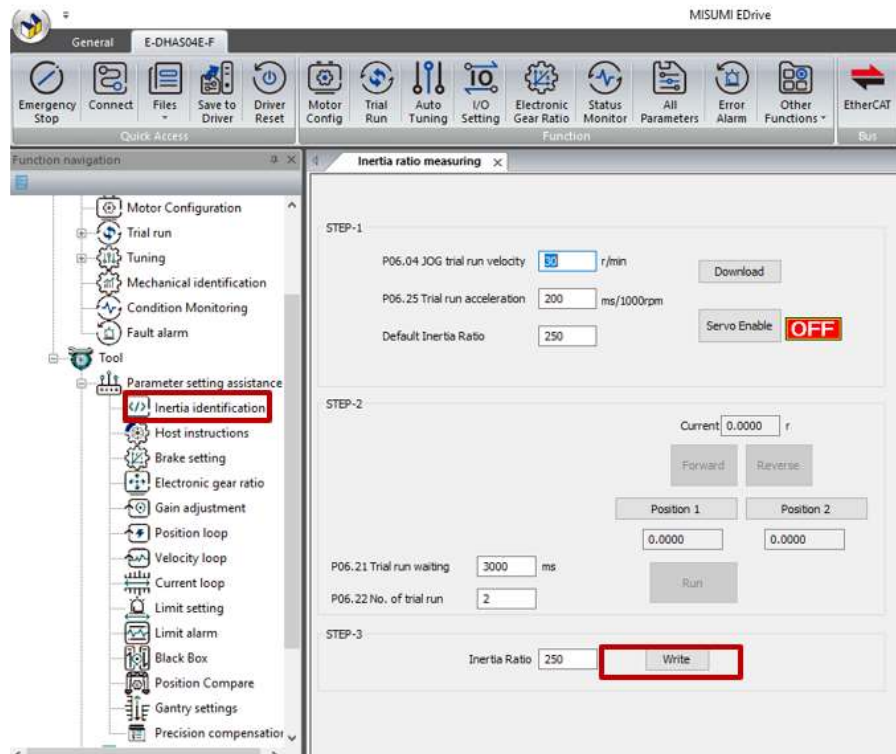 MISUMI EDrive
General E-DHAS04E-F
Emergency Stop
Connect
Files
Save to Driver
Driver Reset
Motor Config
Trial Run
Auto Tuning
I/O Setting
Electronic Gear Ratio
Status Monitor
All Parameters
Error Alarm
Other Functions
EtherCAT
Quick Access Function Bus
Function navigation
Inertia ratio measuring
Motor Configuration
Trial run
Tuning
Mechanical identification
Condition Monitoring
Fault alarm
Tool
Parameter setting assistance
Inertia identification
Host instructions
Brake setting
Electronic gear ratio
Gain adjustment
Position loop
Velocity loop
Current loop
Limit setting
Limit alarm
Black Box
Position Compare
Gantry settings
Precision compensation
STEP-1
P06.04 JOG trial run velocity 30 r/min
Download
P06.25 Trial run acceleration 200 ms/1000rpm
Default Inertia Ratio 250
Servo Enable OFF
STEP-2
Current 0.0000 r
Forward Reverse
Position 1 Position 2
0.0000 0.0000
P06.21 Trial run waiting 3000 ms
Run
P06.22 No. of trial run 2
STEP-3
Inertia Ratio 250 Write